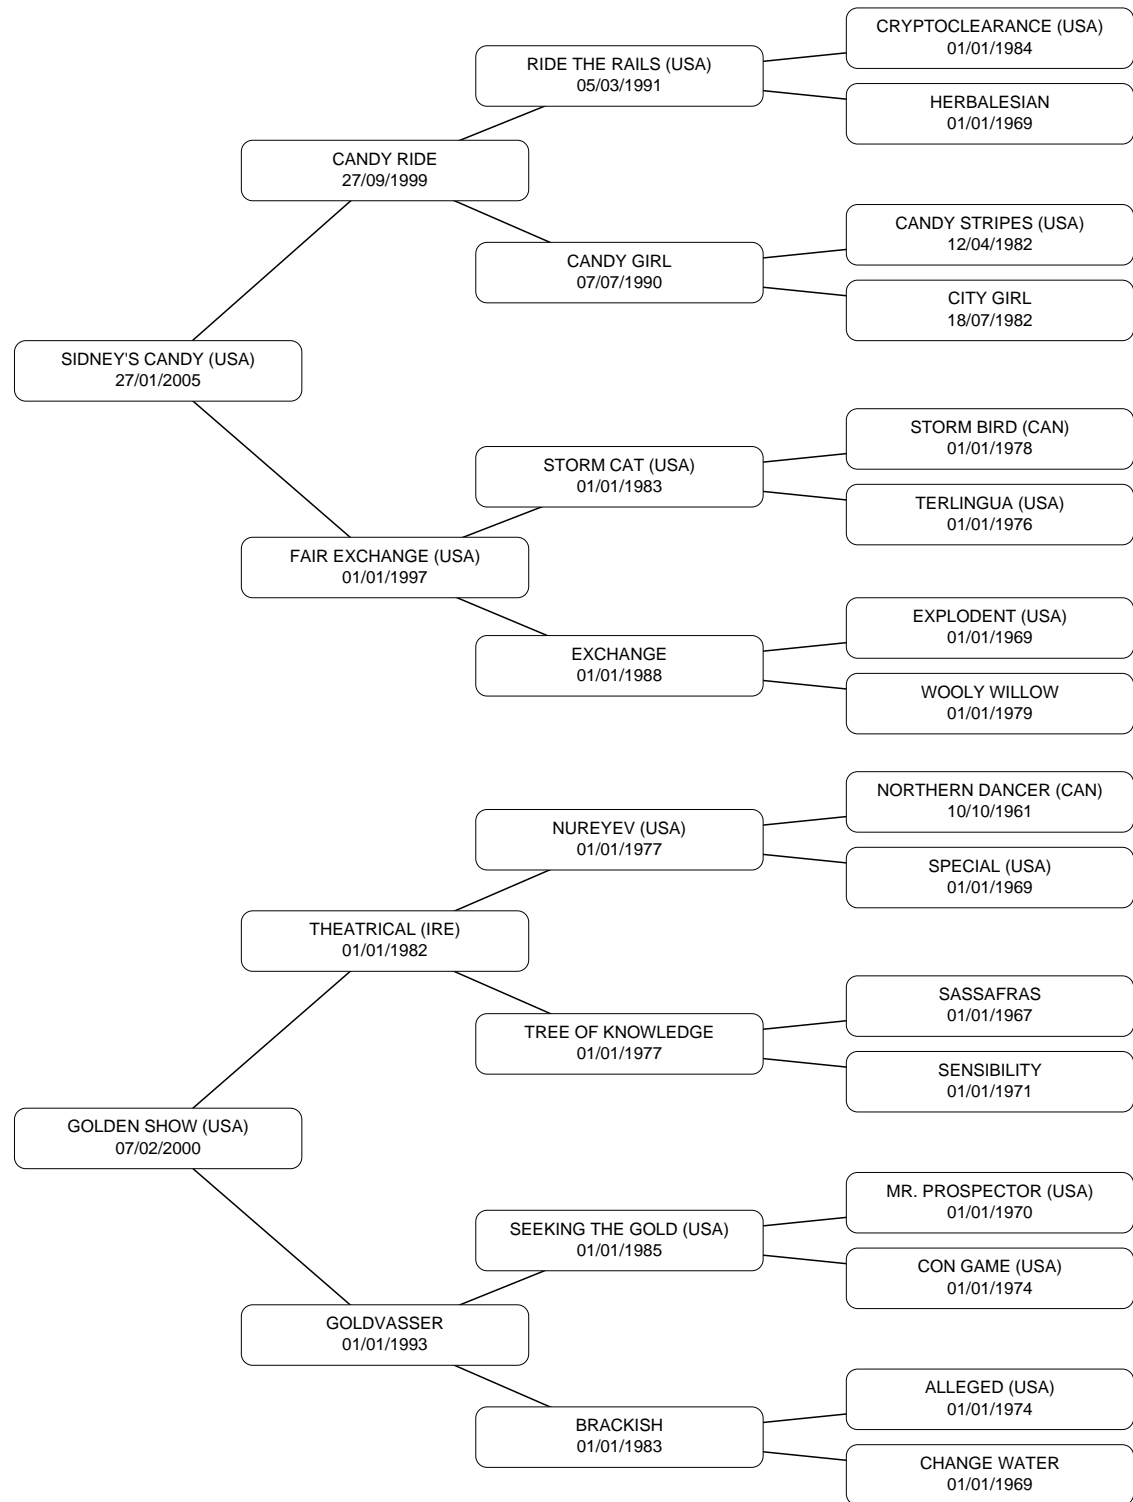 CRYPTOCLEARANCE (USA)
01/01/1984
RIDE THE RAILS (USA)
05/03/1991
HERBALESIAN
01/01/1969
CANDY RIDE
27/09/1999
CANDY STRIPES (USA)
12/04/1982
CANDY GIRL
07/07/1990
CITY GIRL
18/07/1982
SIDNEY'S CANDY (USA)
27/01/2005
STORM BIRD (CAN)
01/01/1978
STORM CAT (USA)
01/01/1983
TERLINGUA (USA)
01/01/1976
FAIR EXCHANGE (USA)
01/01/1997
EXPLODENT (USA)
01/01/1969
EXCHANGE
01/01/1988
WOOLY WILLOW
01/01/1979
NORTHERN DANCER (CAN)
10/10/1961
NUREYEV (USA)
01/01/1977
SPECIAL (USA)
01/01/1969
THEATRICAL (IRE)
01/01/1982
SASSAFRAS
01/01/1967
TREE OF KNOWLEDGE
01/01/1977
SENSIBILITY
01/01/1971
GOLDEN SHOW (USA)
07/02/2000
MR. PROSPECTOR (USA)
01/01/1970
SEEKING THE GOLD (USA)
01/01/1985
CON GAME (USA)
01/01/1974
GOLDVASSER
01/01/1993
ALLEGED (USA)
01/01/1974
BRACKISH
01/01/1983
CHANGE WATER
01/01/1969